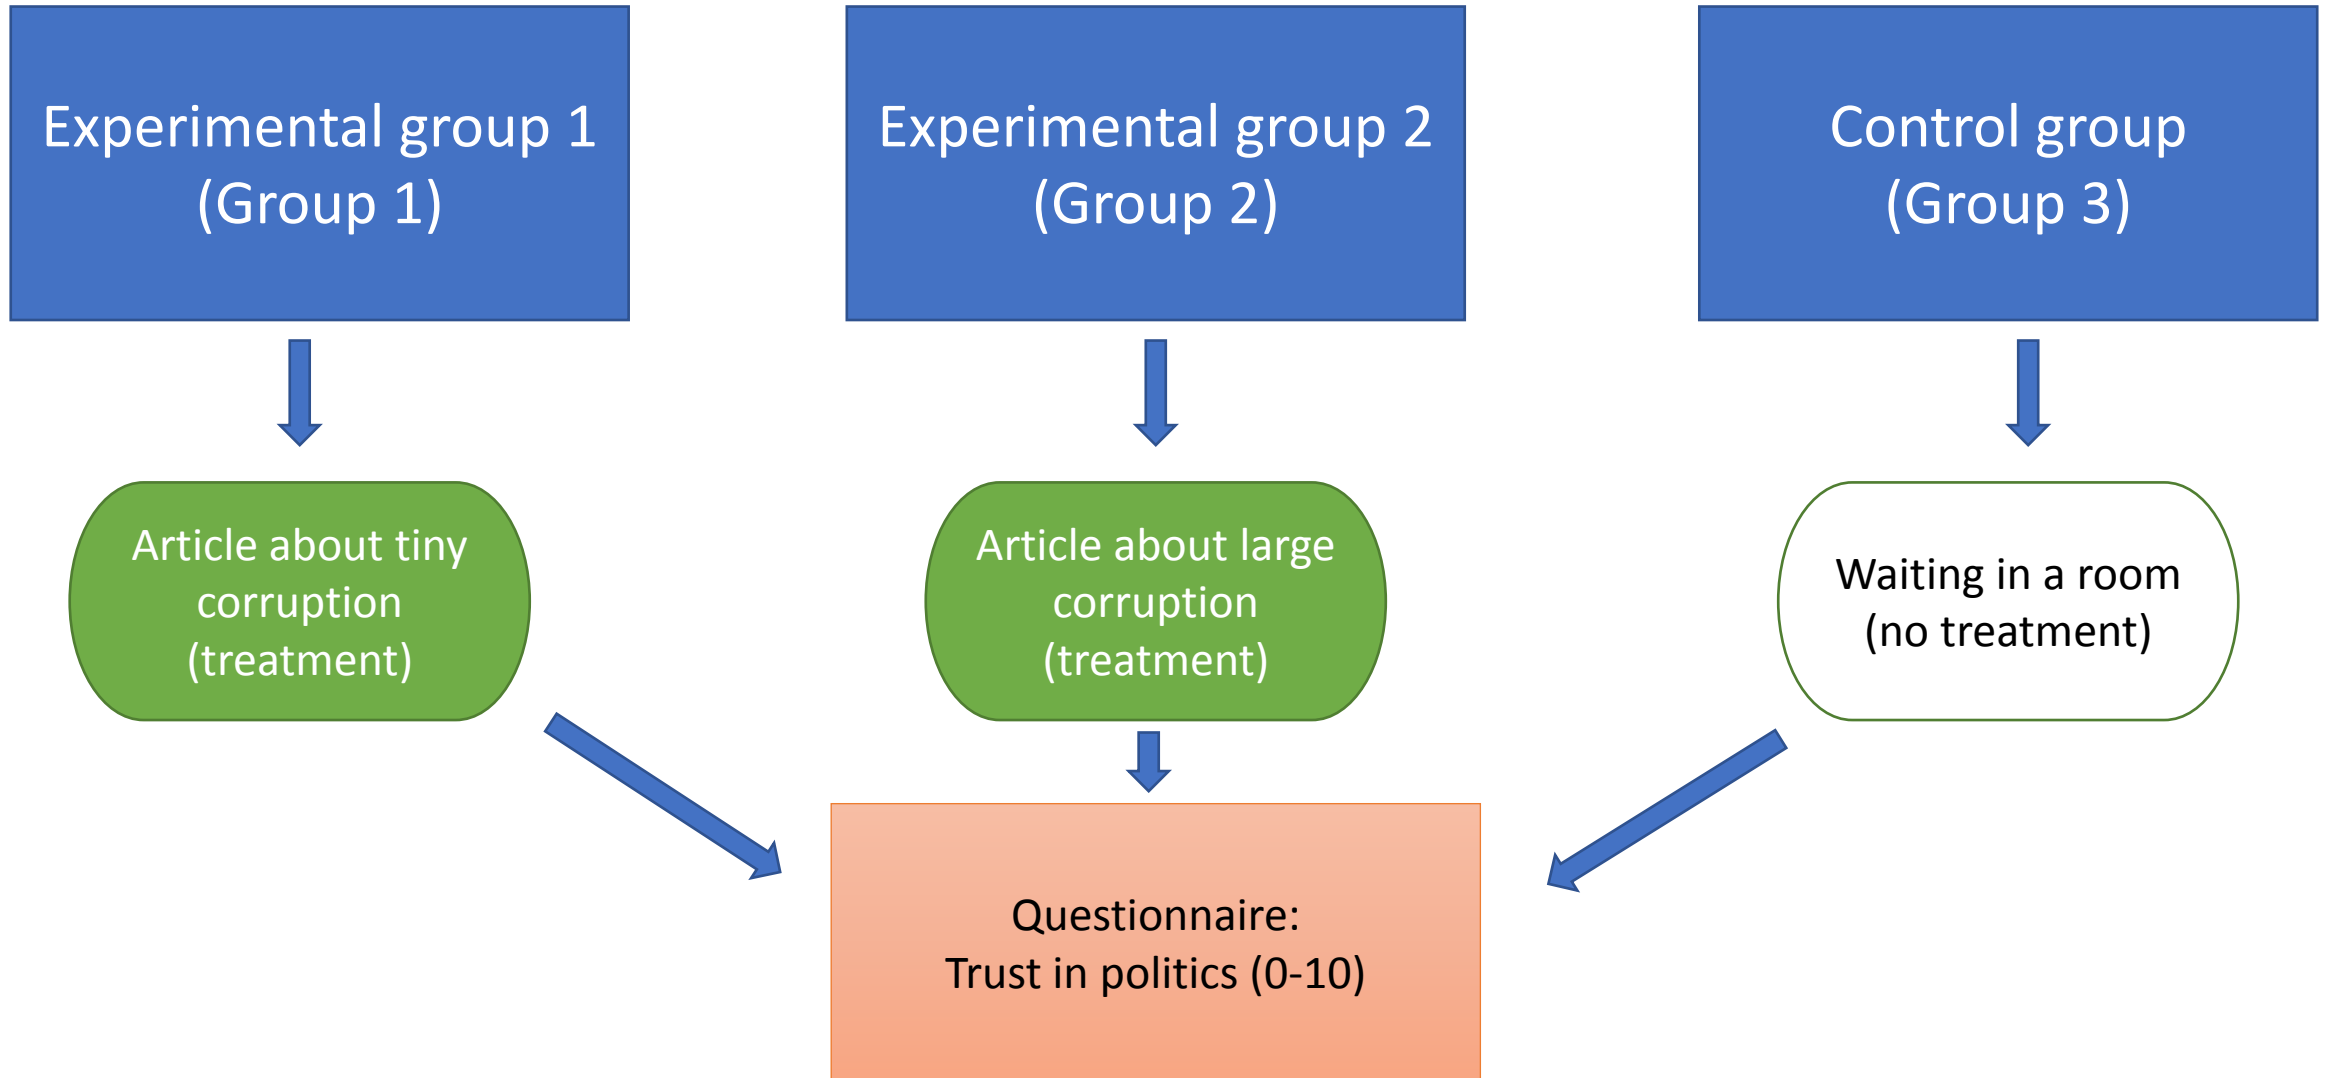 Experimental group 1
(Group 1)
Experimental group 2
(Group 2)
Control group
(Group 3)
Article about tiny
corruption
(treatment)
Article about large
corruption
(treatment)
Waiting in a room
(no treatment)
Questionnaire:
Trust in politics (0-10)